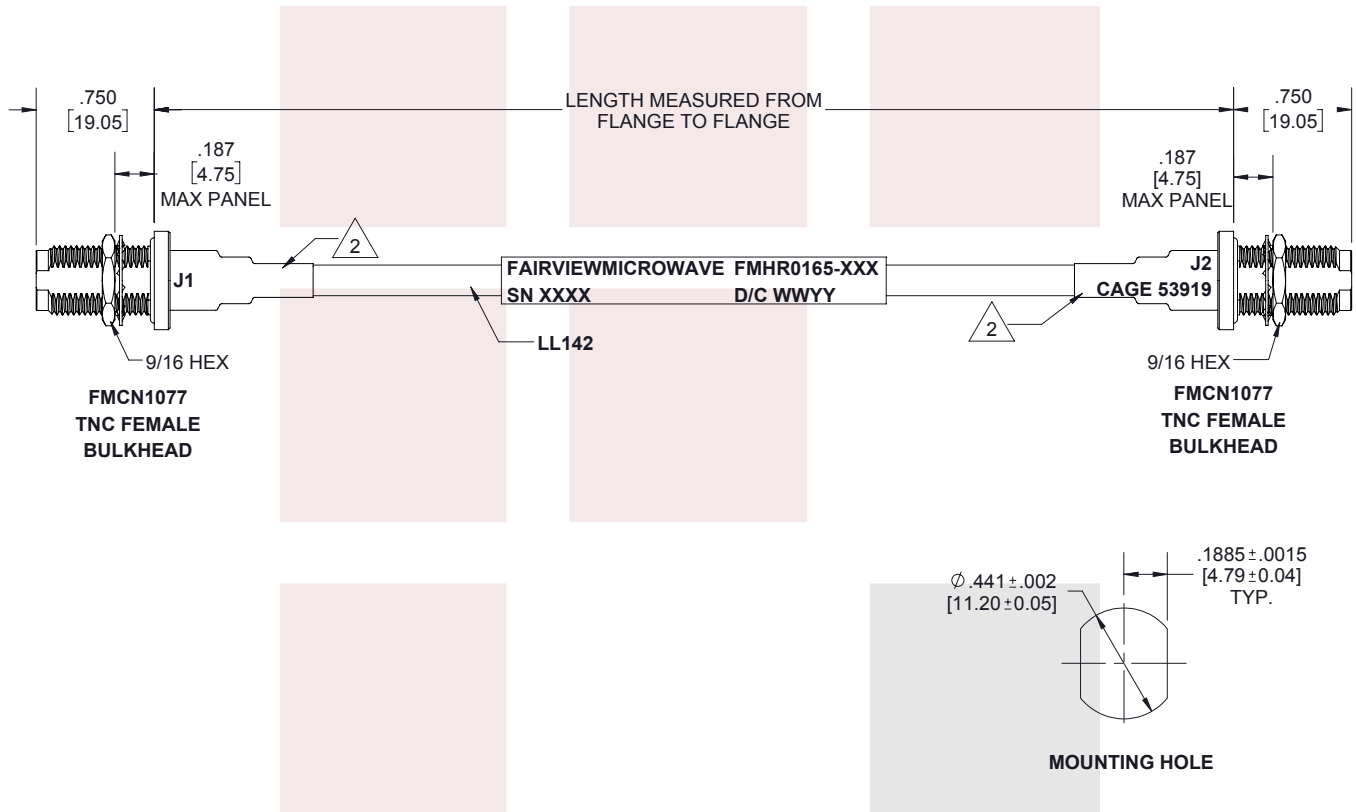 .750
[19.05]
LENGTH MEASURED FROM
FLANGE TO FLANGE
.750
[19.05]
.187
[4.75]
MAX PANEL
.187
[4.75]
MAX PANEL
2
J1
FAIRVIEWMICROWAVE FMHR0165-XXX
SN XXXX D/C WWYY
J2
CAGE 53919
2
LL142
9/16 HEX
FMCN1077
TNC FEMALE
BULKHEAD
9/16 HEX
FMCN1077
TNC FEMALE
BULKHEAD
∅.441±.002
[11.20±0.05]
.1885±.0015
[4.79±0.04]
TYP.
MOUNTING HOLE